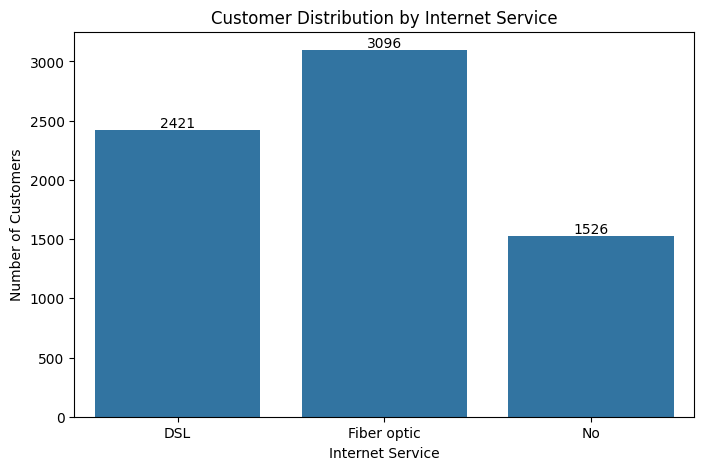 Customer Distribution by Internet Service
Number of Customers
3000
2500
2000
1500
1000
500
0
2421
3096
1526
DSL
Fiber optic
No
Internet Service